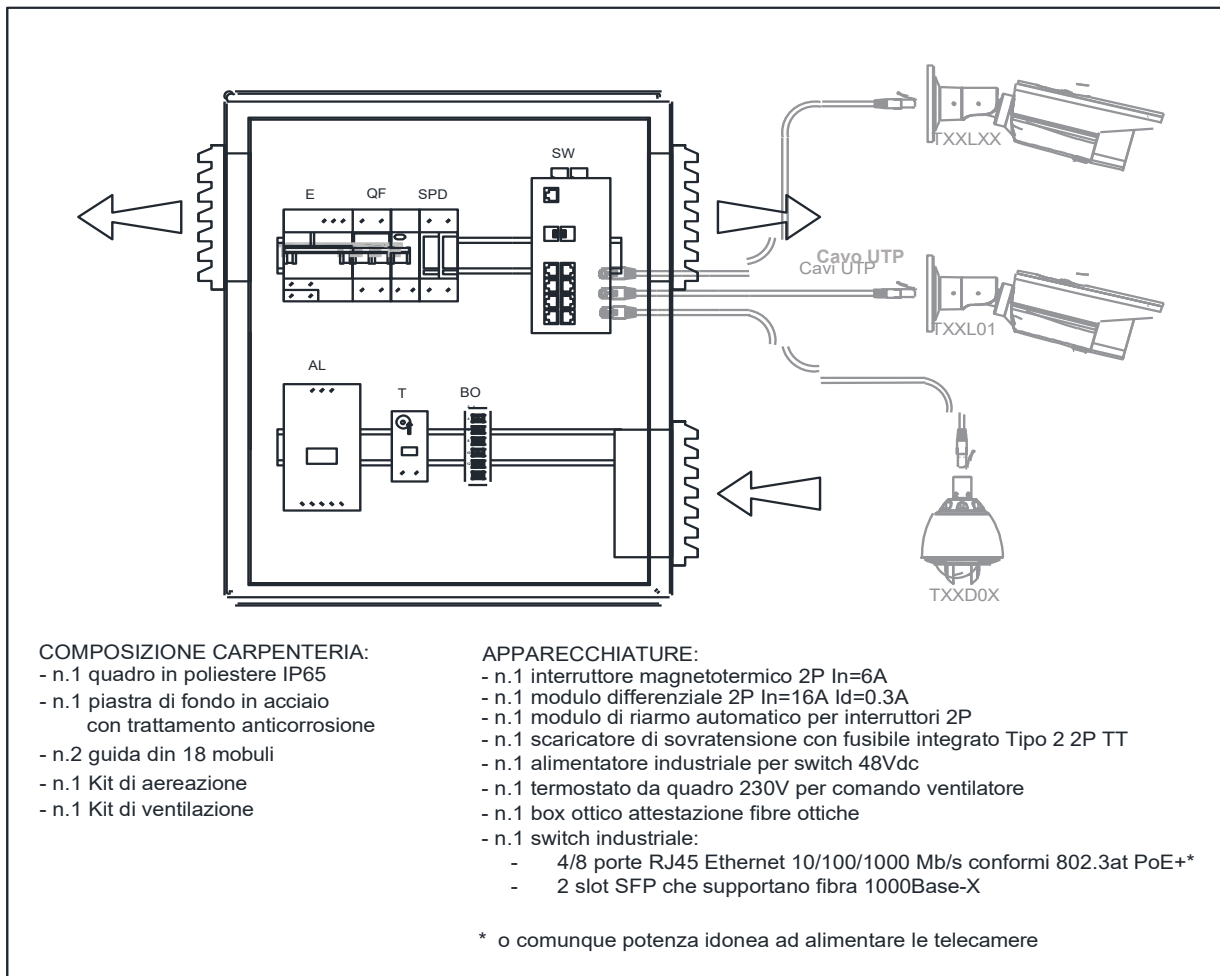 SW
E QF SPD
TXXLXX
Cavo UTP
Cavi UTP
TXXL01
AL
T BO
TXXD0X
COMPOSIZIONE CARPENTERIA:
- n.1 quadro in poliestere IP65
- n.1 piastra di fondo in acciaio
con trattamento anticorrosione
- n.2 guida din 18 mobuli
- n.1 Kit di aereazione
- n.1 Kit di ventilazione
APPARECCHIATURE:
- n.1 interruttore magnetotermico 2P In=6A
- n.1 modulo differenziale 2P In=16A Id=0.3A
- n.1 modulo di riarmo automatico per interruttori 2P
- n.1 scaricatore di sovratensione con fusibile integrato Tipo 2 2P TT
- n.1 alimentatore industriale per switch 48Vdc
- n.1 termostato da quadro 230V per comando ventilatore
- n.1 box ottico attestazione fibre ottiche
- n.1 switch industriale:
- 4/8 porte RJ45 Ethernet 10/100/1000 Mb/s conformi 802.3at PoE+*
- 2 slot SFP che supportano fibra 1000Base-X
* o comunque potenza idonea ad alimentare le telecamere